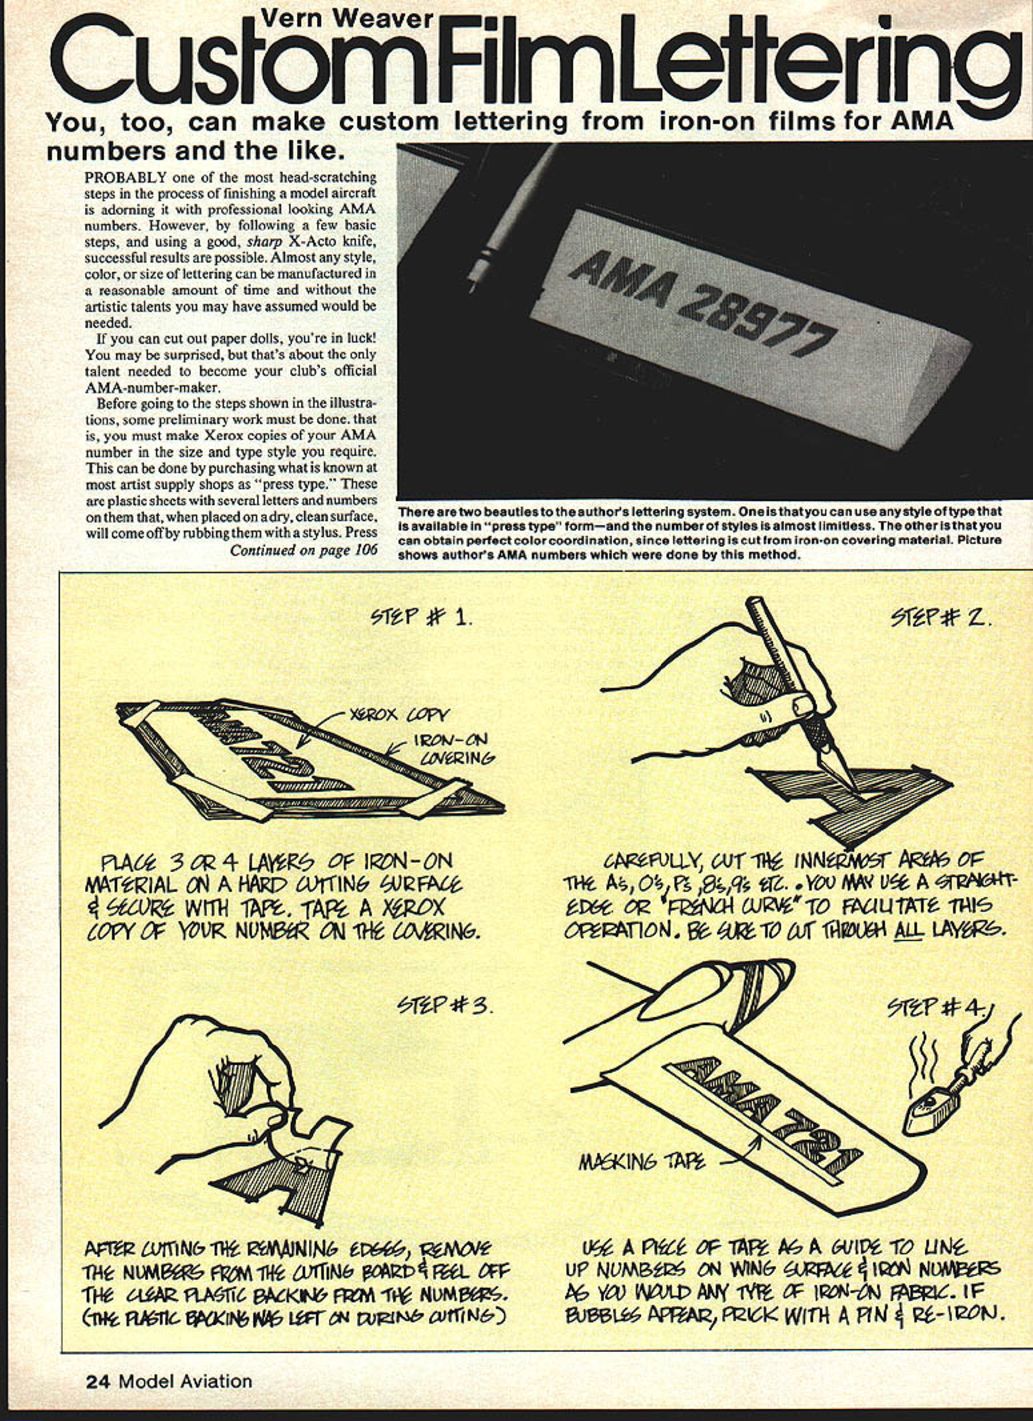 Vern Weaver
Custom Film Lettering
You, too, can make custom lettering from iron-on films for AMA
numbers and the like.
PROBABLY one of the most head-scratching
steps in the process of finishing a model aircraft
is adorning it with professional looking AMA
numbers. However, by following a few basic
steps, and using a good, sharp X-Acto knife,
successful results are possible. Almost any style,
color, or size of lettering can be manufactured in
a reasonable amount of time and without the
artistic talents you may have assumed would be
needed.
If you can cut out paper dolls, you're in luck!
You may be surprised, but that's about the only
talent needed to become your club's official
AMA-number-maker.
Before going to the steps shown in the illustra-
tions, some preliminary work must be done. that
is, you must make Xerox copies of your AMA
number in the size and type style you require.
This can be done by purchasing what is known at
most artist supply shops as "press type." These
are plastic sheets with several letters and numbers
on them that, when placed on a dry, clean surface,
will come off by rubbing them with a stylus. Press
Continued on page 106
AMA 28977
There are two beauties to the author's lettering system. One is that you can use any style of type that
is available in "press type" form—and the number of styles is almost limitless. The other is that you
can obtain perfect color coordination, since lettering is cut from iron-on covering material. Picture
shows author's AMA numbers which were done by this method.
STEP # 1.
XEROX COPY
IRON-ON
COVERING
AMA 721
PLACE 3 OR 4 LAYERS OF IRON-ON
MATERIAL ON A HARD CUTTING SURFACE
& SECURE WITH TAPE. TAPE A XEROX
COPY OF YOUR NUMBER ON THE COVERING.
STEP # 2.
CAREFULLY, CUT THE INNERMOST AREAS OF
THE A's, O's, P's, 8's, 9's ETC. . YOU MAY USE A STRAIGHT-
EDGE OR "FRENCH CURVE" TO FACILITATE THIS
OPERATION. BE SURE TO CUT THROUGH ALL LAYERS.
STEP # 3.
AFTER CUTTING THE REMAINING EDGES, REMOVE
THE NUMBERS FROM THE CUTTING BOARD & PEEL OFF
THE CLEAR PLASTIC BACKING FROM THE NUMBERS.
(THE PLASTIC BACKING WAS LEFT ON DURING CUTTING)
STEP # 4.
AMA 721
MASKING TAPE
USE A PIECE OF TAPE AS A GUIDE TO LINE
UP NUMBERS ON WING SURFACE & IRON NUMBERS
AS YOU WOULD ANY TYPE OF IRON-ON FABRIC. IF
BUBBLES APPEAR, PRICK WITH A PIN & RE-IRON.
24 Model Aviation